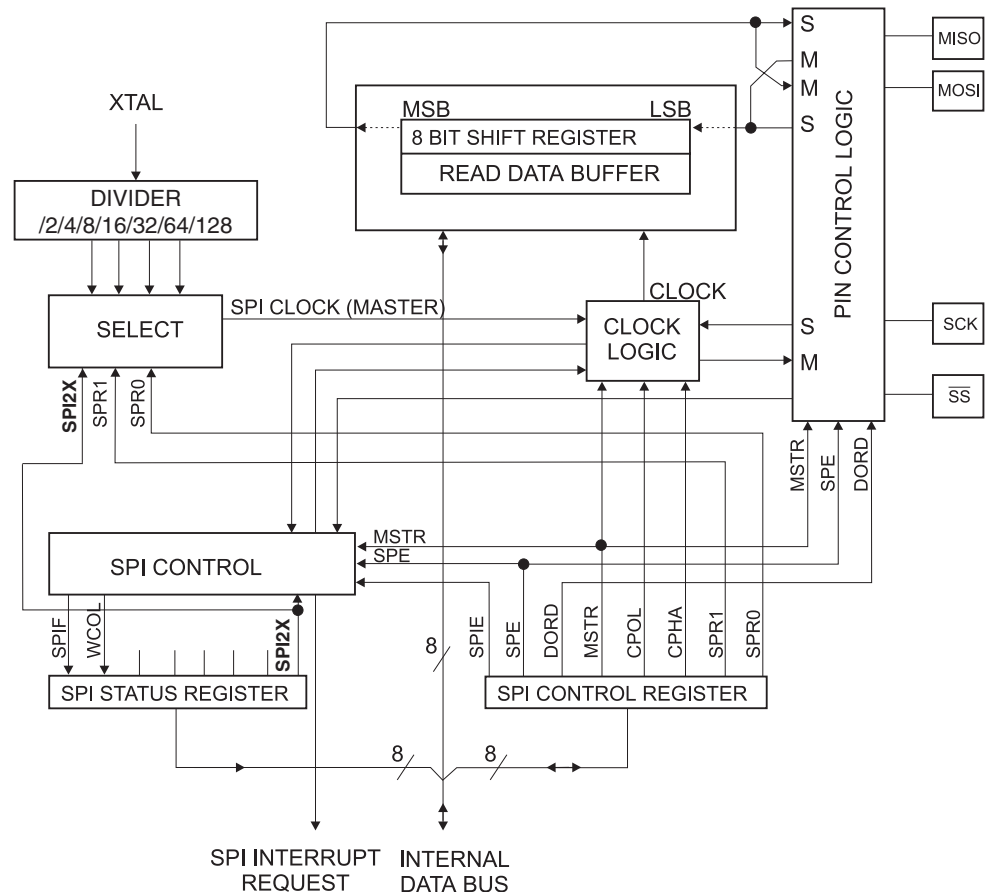 S
MISO
M
M
MOSI
S
XTAL
MSB
LSB
8 BIT SHIFT REGISTER
READ DATA BUFFER
DIVIDER
/2/4/8/16/32/64/128
PIN CONTROL LOGIC
SPI CLOCK (MASTER)
CLOCK
SELECT
CLOCK
LOGIC
S
SCK
M
SS
SPI2X
SPR1
SPR0
MSTR
SPE
DORD
MSTR
SPE
SPI CONTROL
SPIF
WCOL
SPI2X
8
SPIE
SPE
DORD
MSTR
CPOL
CPHA
SPR1
SPR0
SPI STATUS REGISTER
SPI CONTROL REGISTER
8
8
SPI INTERRUPT
REQUEST
INTERNAL
DATA BUS